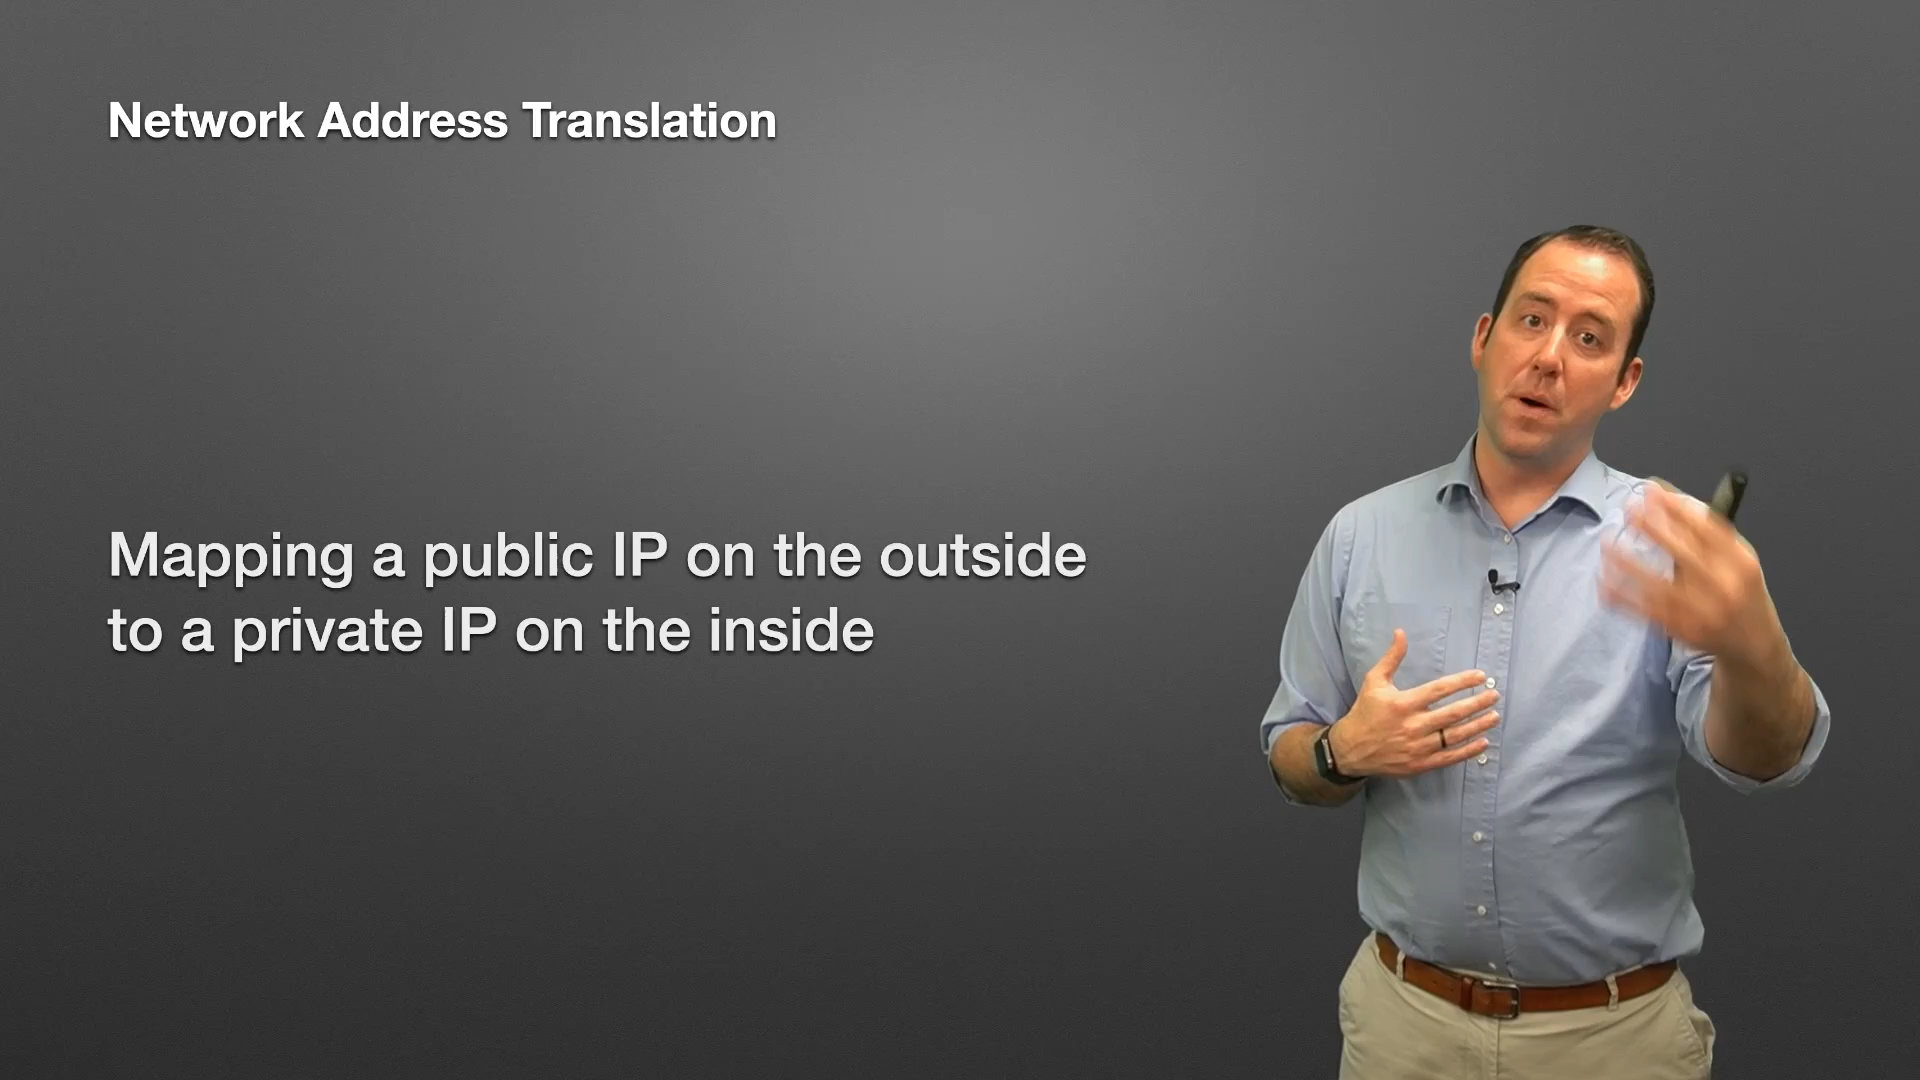 Network Address Translation
Mapping a public IP on the outside
to a private IP on the inside